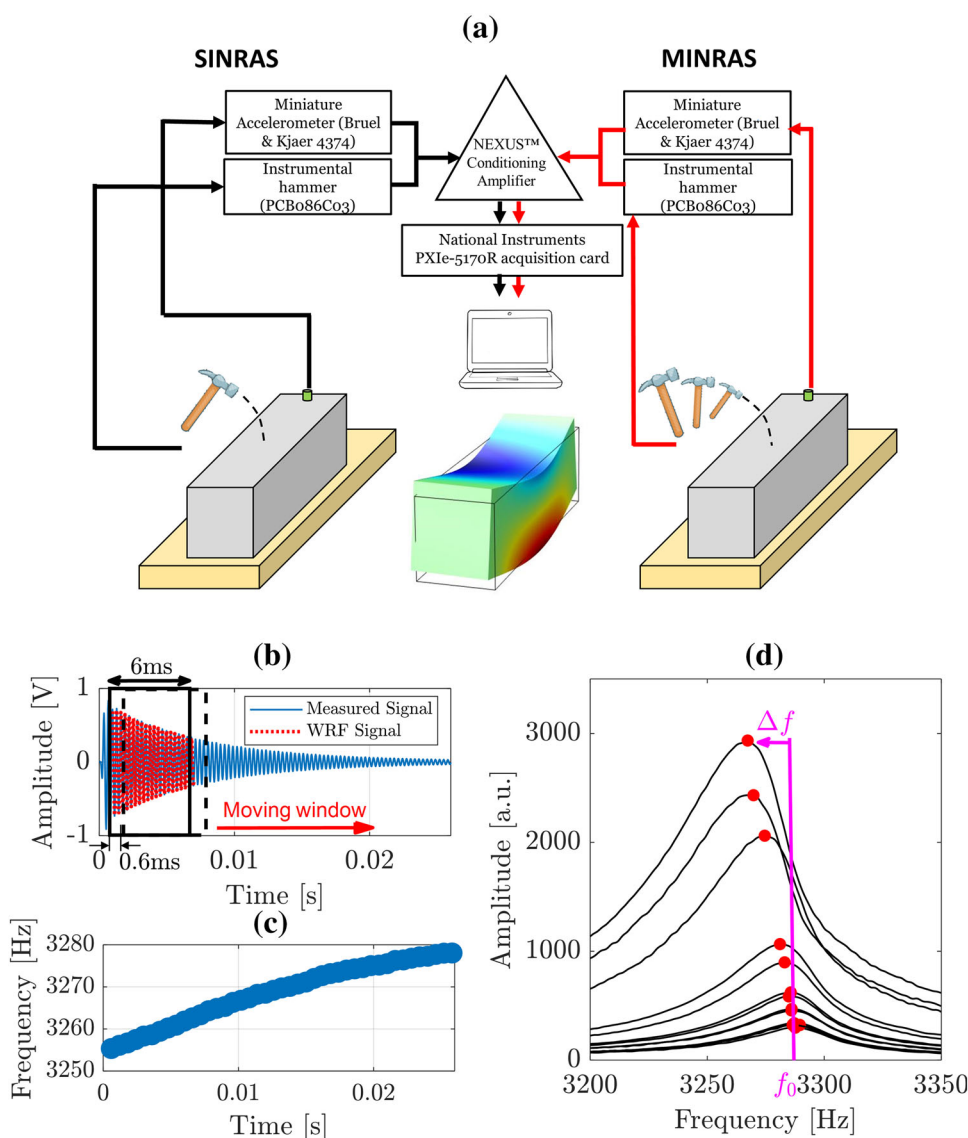 (a)
SINRAS
MINRAS
Miniature
Accelerometer (Bruel
& Kjaer 4374)
Instrumental
hammer
(PCB086C03)
NEXUS™
Conditioning
Amplifier
Miniature
Accelerometer (Bruel
& Kjaer 4374)
Instrumental
hammer
(PCB086C03)
National Instruments
PXIe-5170R acquisition card
(b)
6ms
Amplitude [V]
1
0
-1
Measured Signal
WRF Signal
Moving window
0
0.6ms
0.01
0.02
Time [s]
(c)
Frequency [Hz]
3280
3270
3260
3250
0
0.01
0.02
Time [s]
(d)
Amplitude [a.u.]
3000
2000
1000
0
Δf
f₀
3200
3250
3300
3350
Frequency [Hz]